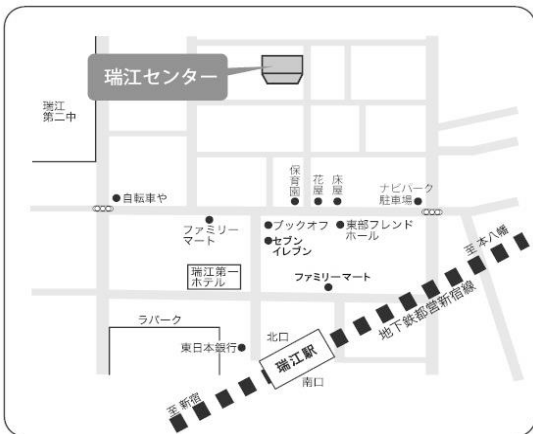 瑞江センター
瑞江
第二中
保育園
花屋
床屋
ナビパーク
駐車場
自転車や
ファミリー
マート
ブックオフ
セブン
イレブン
東部フレンド
ホール
至 本八幡
瑞江第一
ホテル
ファミリーマート
地下鉄都営新宿線
ラパーク
北口
東日本銀行
瑞江駅
南口
至 新宿